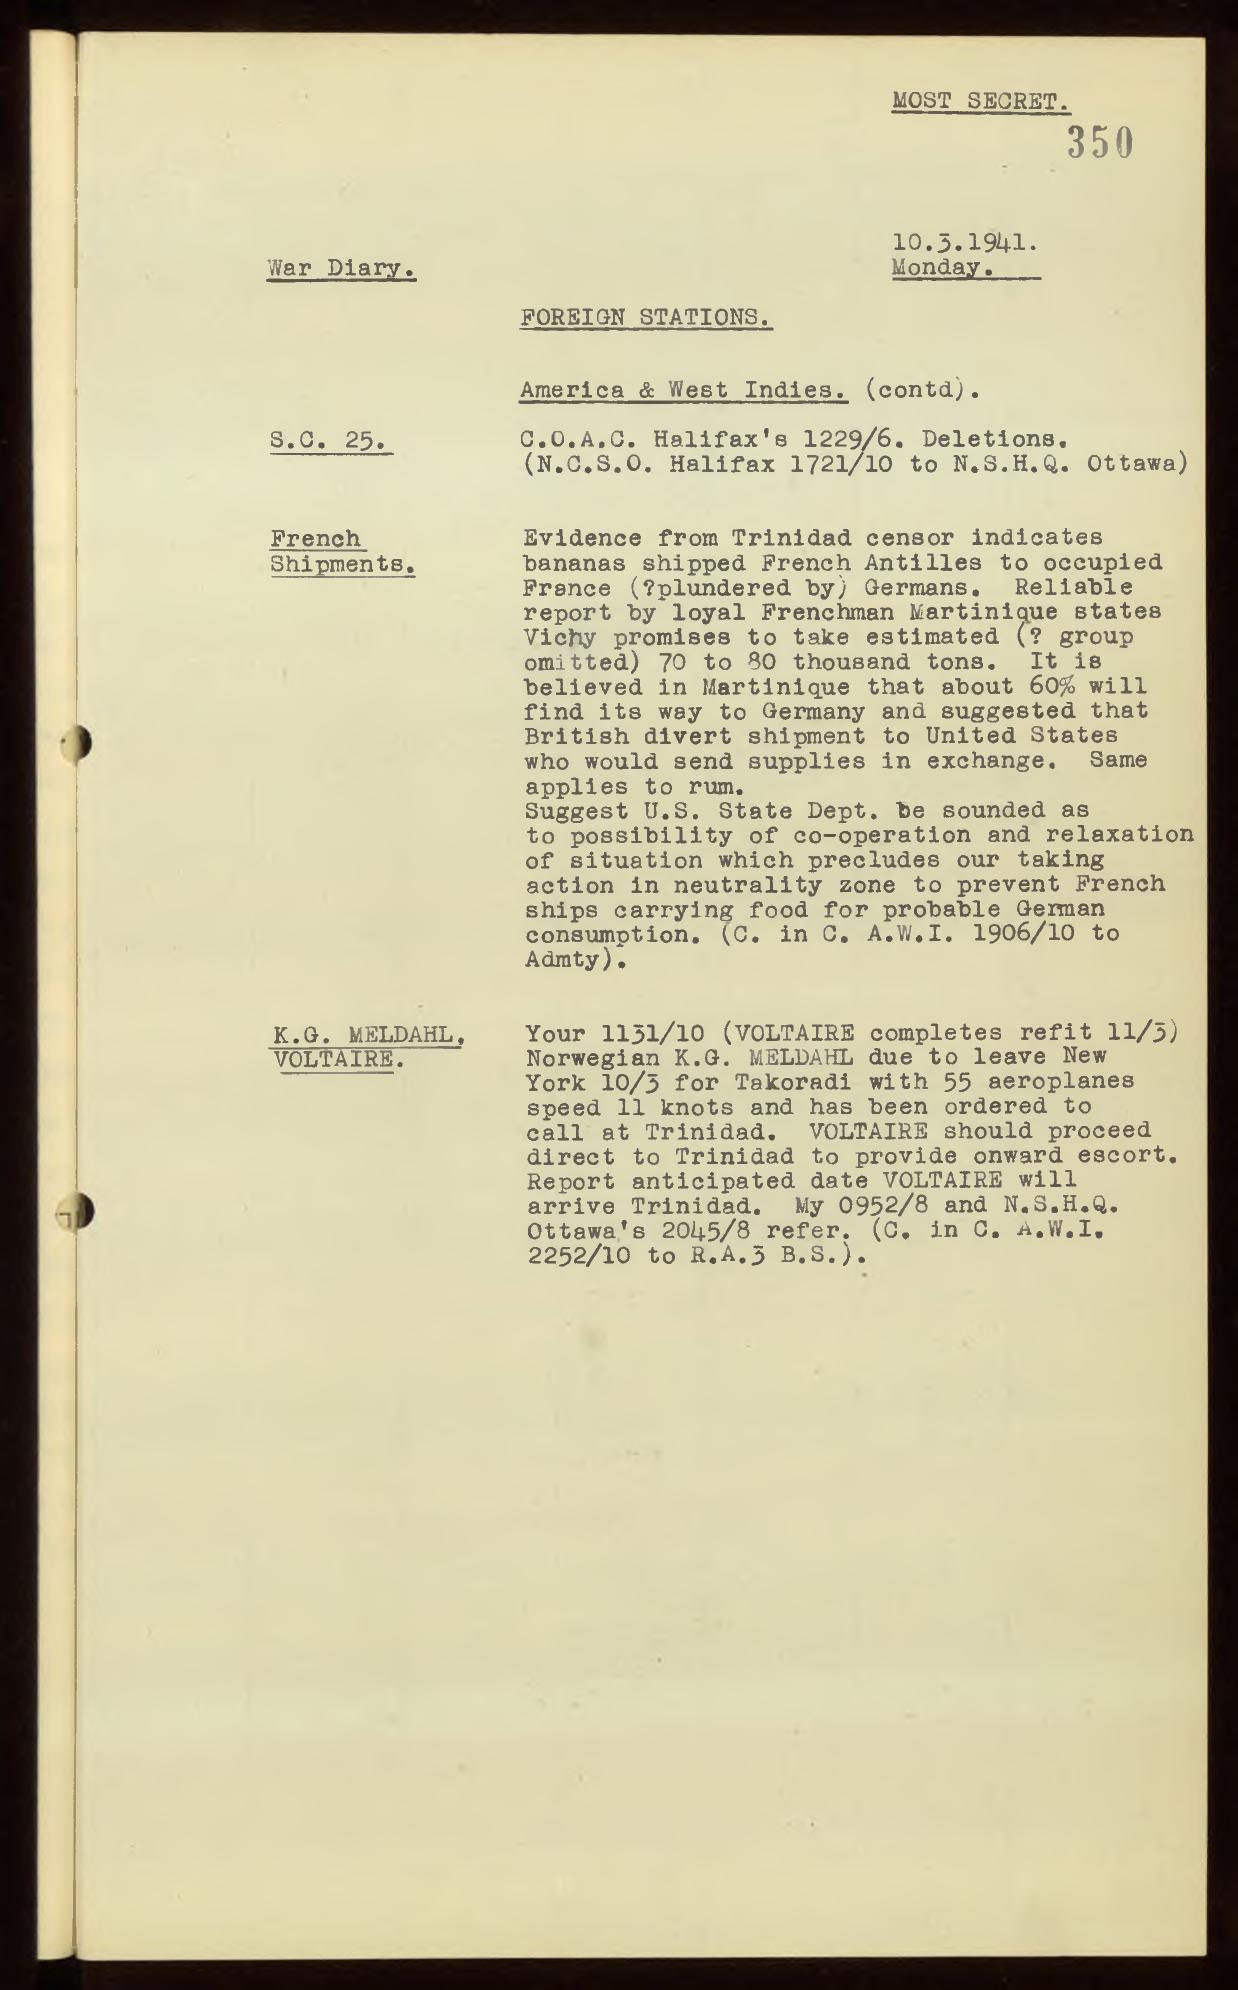 MOST SECRET.
350
10.3.1941.
War Diary.
Monday.
FOREIGN STATIONS.
America & West Indies. (contd).
S.C. 25.
C.O.A.C. Halifax's 1229/6. Deletions.
(N.C.S.O. Halifax 1721/10 to N.S.H.Q. Ottawa)
French
Shipments.
Evidence from Trinidad censor indicates
bananas shipped French Antilles to occupied
France (?plundered by) Germans. Reliable
report by loyal Frenchman Martinique states
Vichy promises to take estimated (? group
omitted) 70 to 80 thousand tons. It is
believed in Martinique that about 60% will
find its way to Germany and suggested that
British divert shipment to United States
who would send supplies in exchange. Same
applies to rum.
Suggest U.S. State Dept. be sounded as
to possibility of co-operation and relaxation
of situation which precludes our taking
action in neutrality zone to prevent French
ships carrying food for probable German
consumption. (C. in C. A.W.I. 1906/10 to
Admty).
K.G. MELDAHL,
VOLTAIRE.
Your 1131/10 (VOLTAIRE completes refit 11/3)
Norwegian K.G. MELDAHL due to leave New
York 10/3 for Takoradi with 55 aeroplanes
speed 11 knots and has been ordered to
call at Trinidad. VOLTAIRE should proceed
direct to Trinidad to provide onward escort.
Report anticipated date VOLTAIRE will
arrive Trinidad. My 0952/8 and N.S.H.Q.
Ottawa's 2045/8 refer. (C. in C. A.W.I.
2252/10 to R.A.3 B.S.).